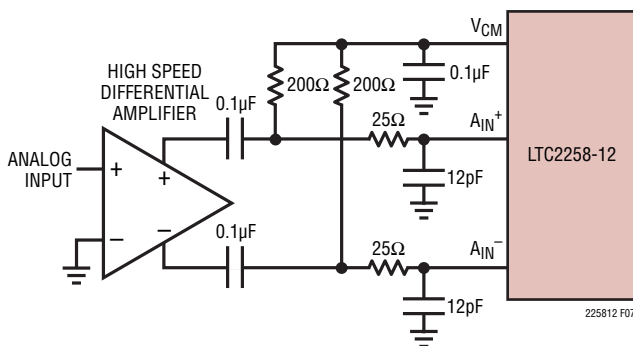 V_CM
HIGH SPEED
DIFFERENTIAL
AMPLIFIER
200Ω
200Ω
0.1µF
0.1µF
25Ω
A_IN^+
LTC2258-12
ANALOG
INPUT
+
–
+
–
12pF
0.1µF
25Ω
A_IN^–
12pF
225812 F07